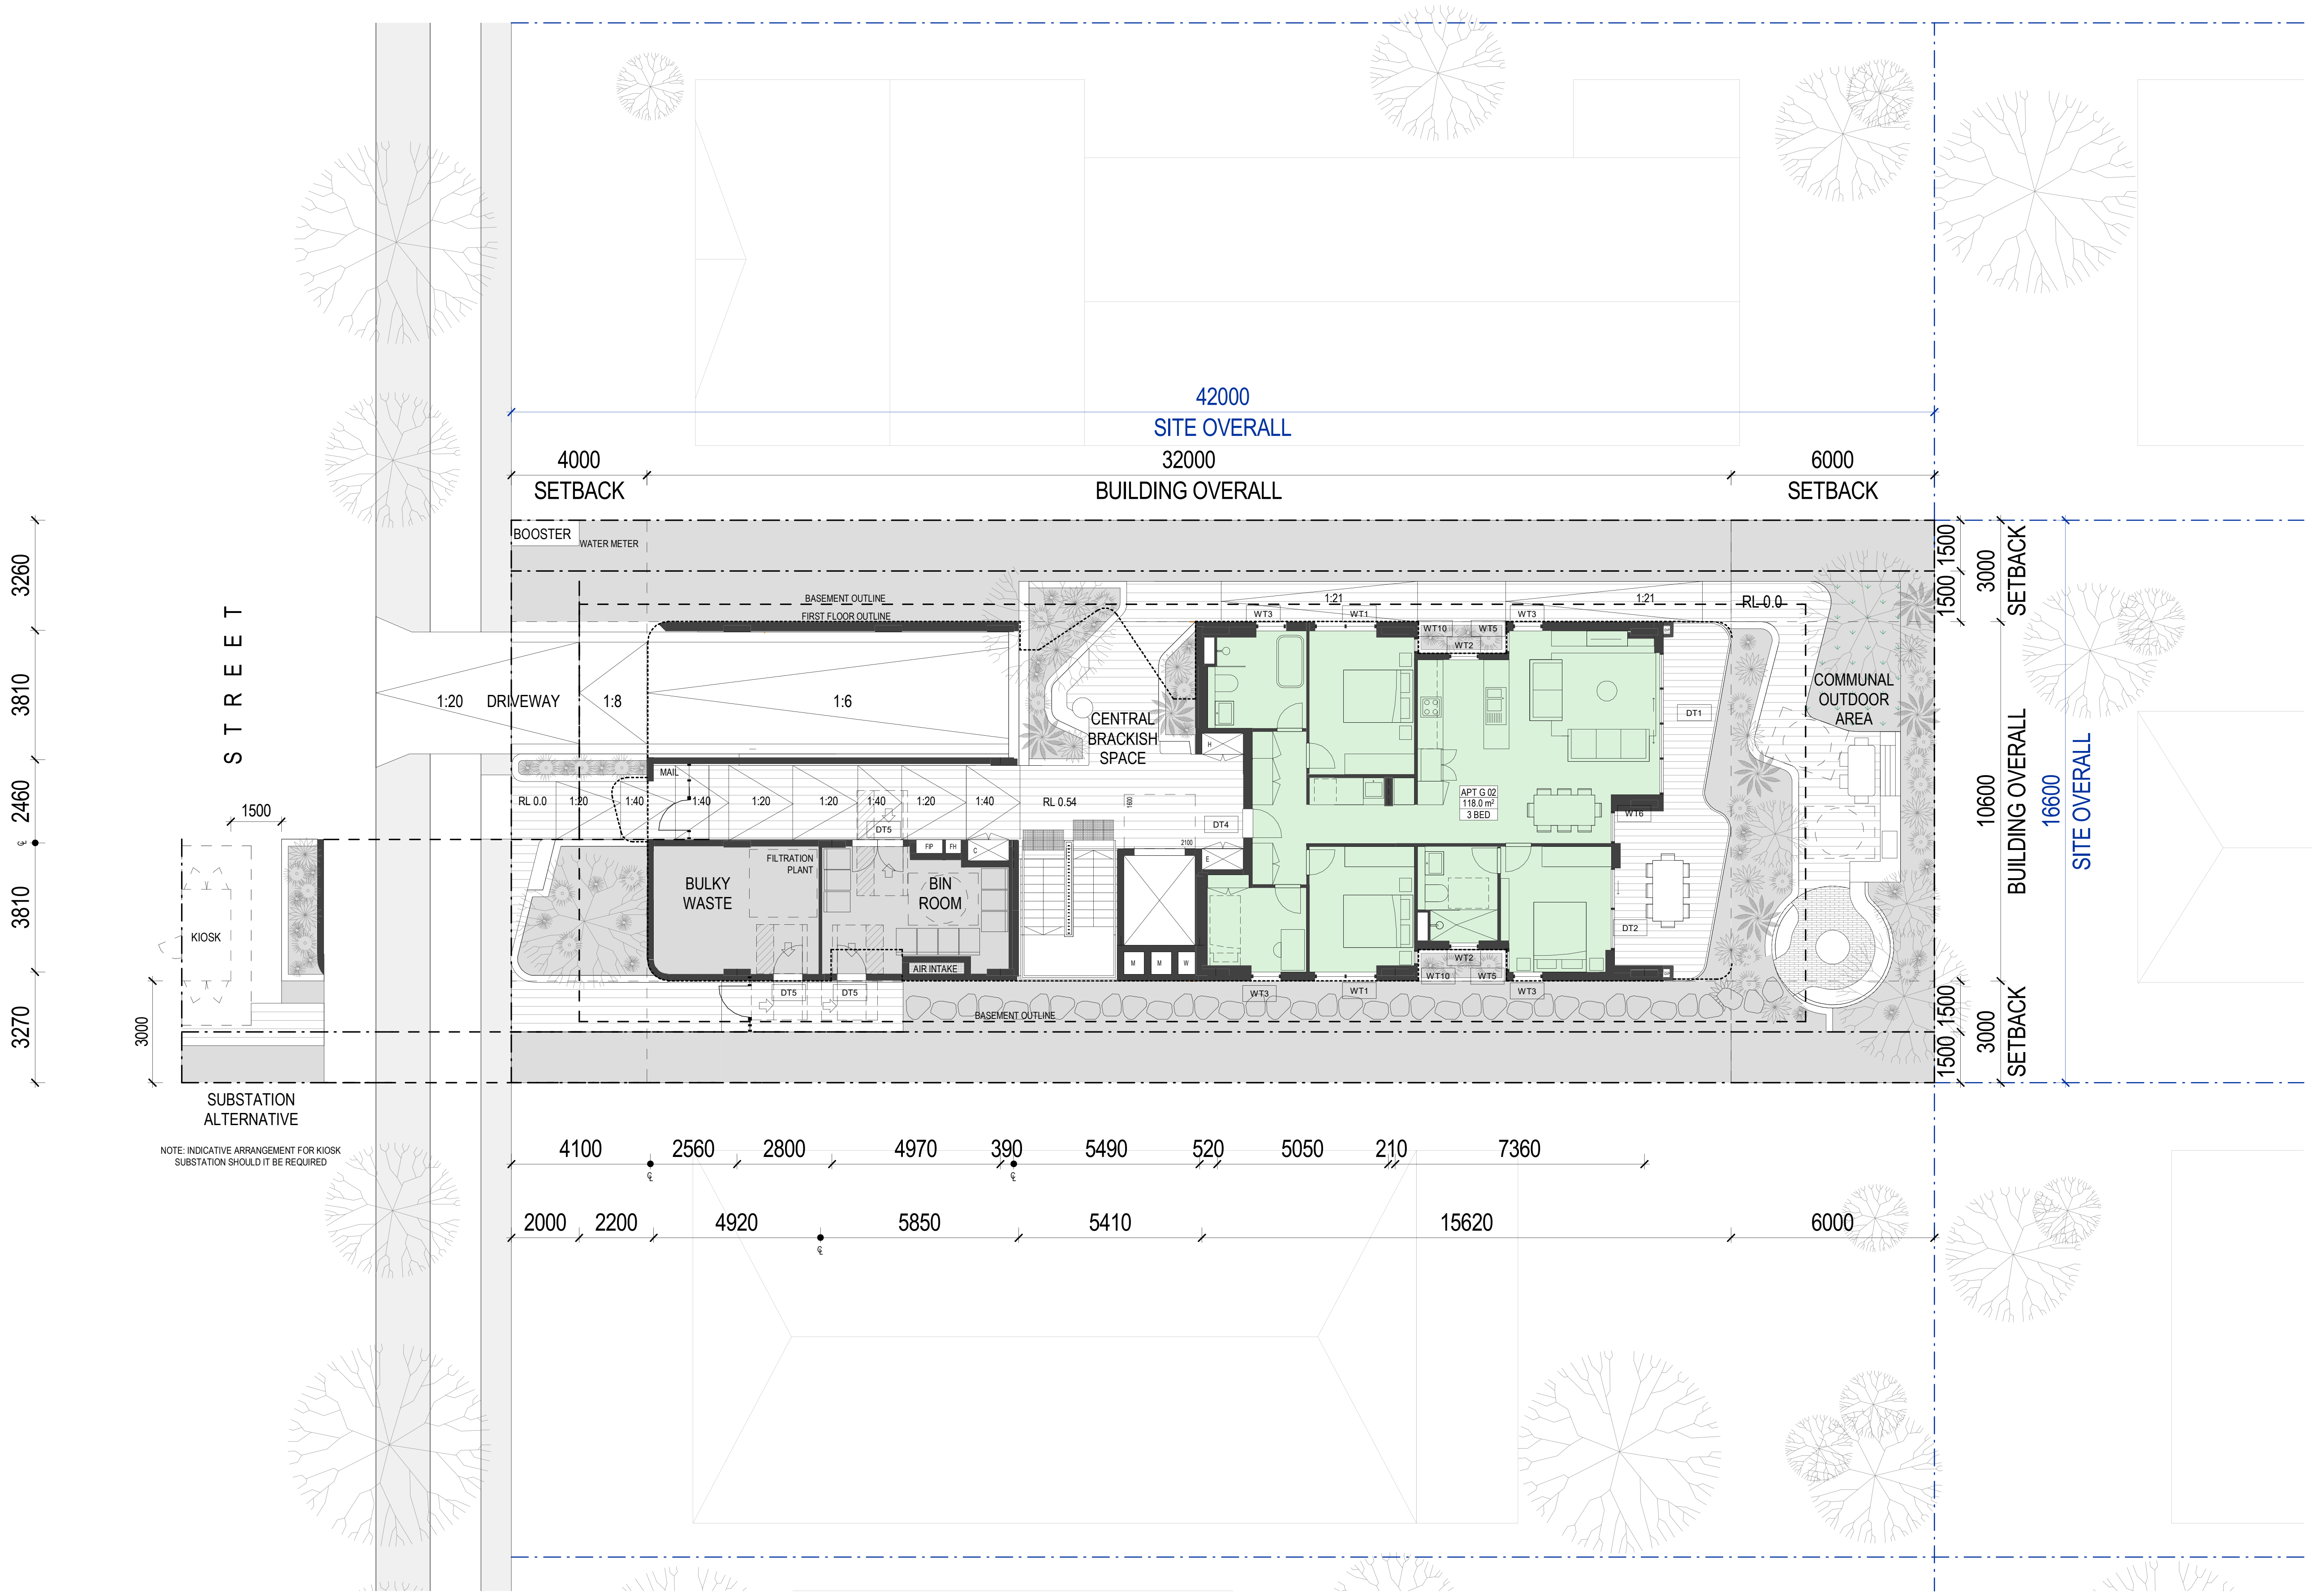 42000
SITE OVERALL
4000
32000
6000
SETBACK
BUILDING OVERALL
SETBACK
3260
3810
2460
3810
3270
STREET
BOOSTER
WATER METER
1500
1500
3000
SETBACK
BASEMENT OUTLINE
FIRST FLOOR OUTLINE
1:21
1:21
RL 0.0
WT3
WT1
WT3
WT10
WT5
WT2
1:20
DRIVEWAY
1:8
1:6
CENTRAL
BRACKISH
SPACE
COMMUNAL
OUTDOOR
AREA
DT1
H
MAIL
RL 0.0
1:20
1:40
1:40
1:20
1:20
1:40
1:20
1:40
RL 0.54
1600
APT G 02
118.0 m²
3 BED
WT6
DT5
DT4
2100
FIP
FH
C
E
10600
BUILDING OVERALL
16600
SITE OVERALL
1500
FILTRATION
PLANT
BULKY
WASTE
BIN
ROOM
KIOSK
DT2
AIR INTAKE
M
M
W
WT2
WT10
WT5
DT5
DT5
WT3
WT1
WT3
BASEMENT OUTLINE
3000
1500
1500
3000
SETBACK
SUBSTATION
ALTERNATIVE
NOTE: INDICATIVE ARRANGEMENT FOR KIOSK
SUBSTATION SHOULD IT BE REQUIRED
4100
2560
2800
4970
390
5490
520
5050
210
7360
2000
2200
4920
5850
5410
15620
6000